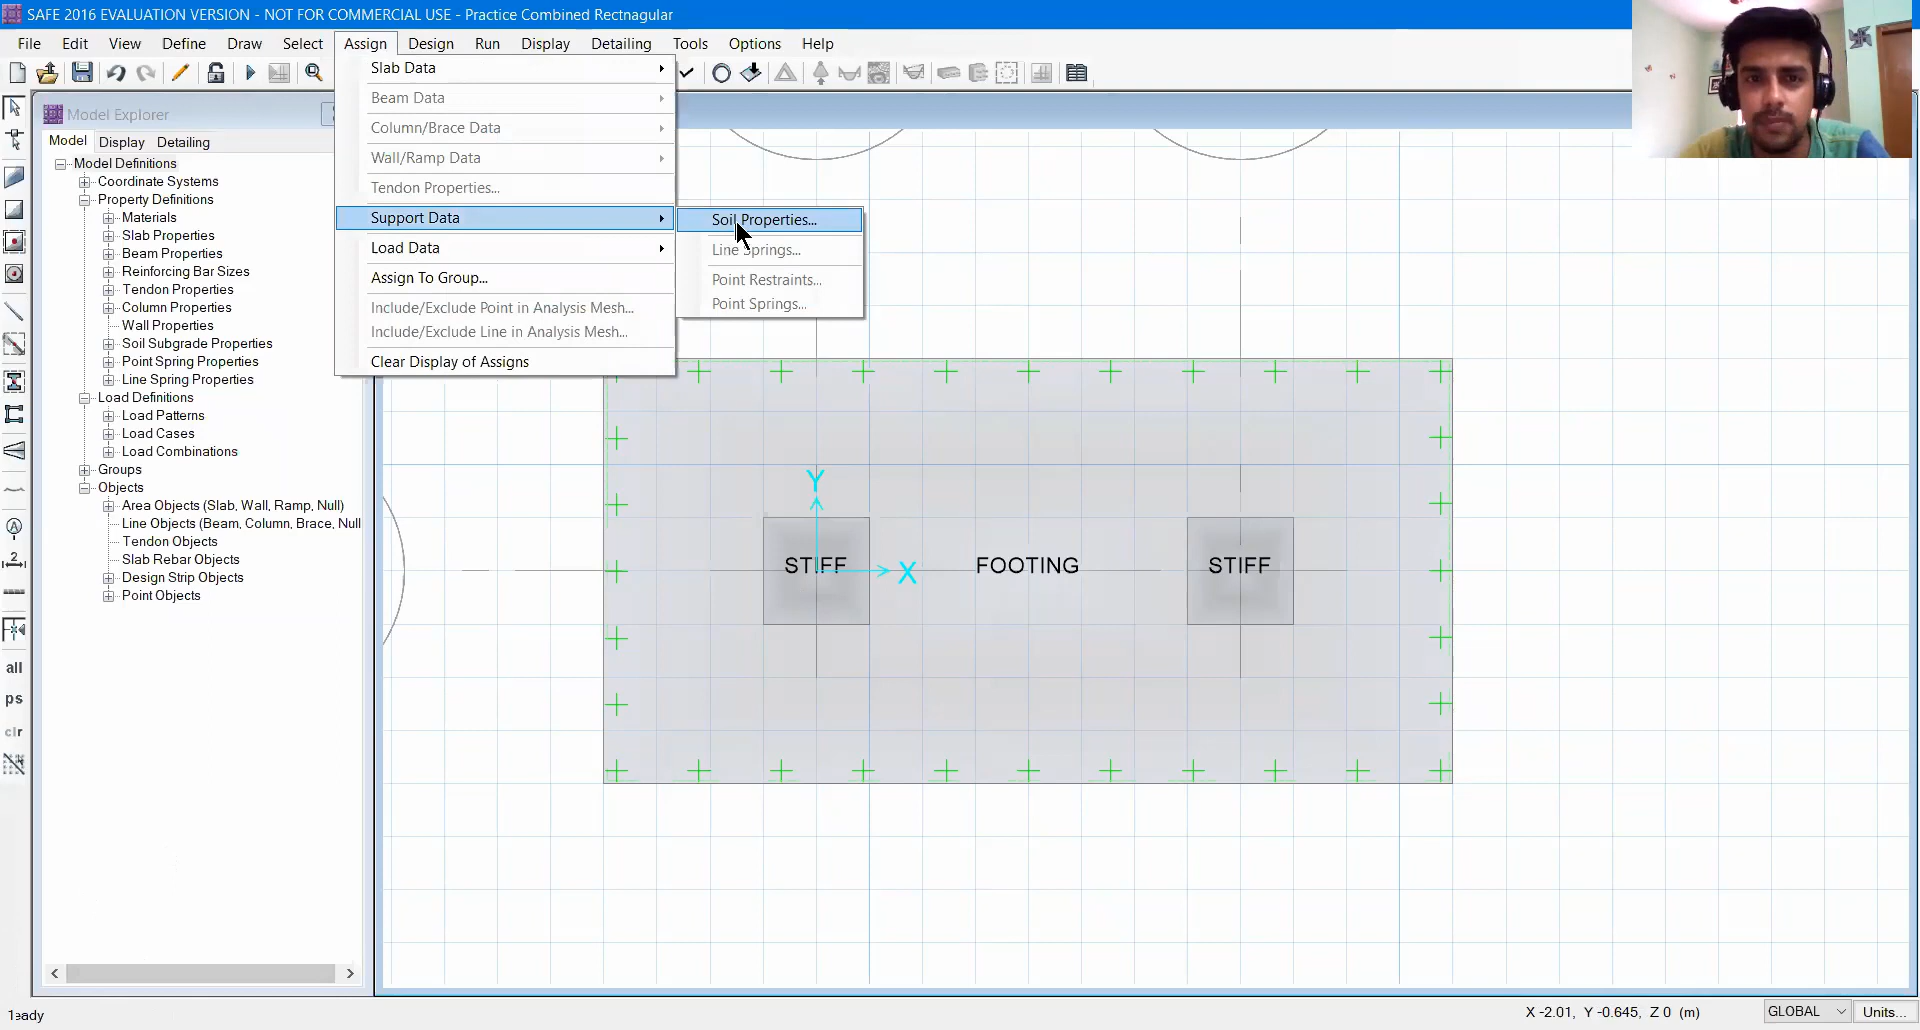 SAFE 2016 EVALUATION VERSION - NOT FOR COMMERCIAL USE - Practice Combined Rectnagular
File Edit View Define Draw Select Assign Design Run Display Detailing Tools Options Help
Model Explorer
Model Display Detailing
Model Definitions
Coordinate Systems
Property Definitions
Materials
Slab Properties
Beam Properties
Reinforcing Bar Sizes
Tendon Properties
Column Properties
Wall Properties
Soil Subgrade Properties
Point Spring Properties
Line Spring Properties
Load Definitions
Load Patterns
Load Cases
Load Combinations
Groups
Objects
Area Objects (Slab, Wall, Ramp, Null)
Line Objects (Beam, Column, Brace, Null
Tendon Objects
Slab Rebar Objects
Design Strip Objects
Point Objects
Slab Data
Beam Data
Column/Brace Data
Wall/Ramp Data
Tendon Properties...
Support Data
Load Data
Assign To Group...
Include/Exclude Point in Analysis Mesh...
Include/Exclude Line in Analysis Mesh...
Clear Display of Assigns
Soil Properties...
Line Springs...
Point Restraints...
Point Springs...
Y
STIFF X FOOTING STIFF
all
ps
clr
X -2.01, Y -0.645, Z 0 (m) GLOBAL Units...